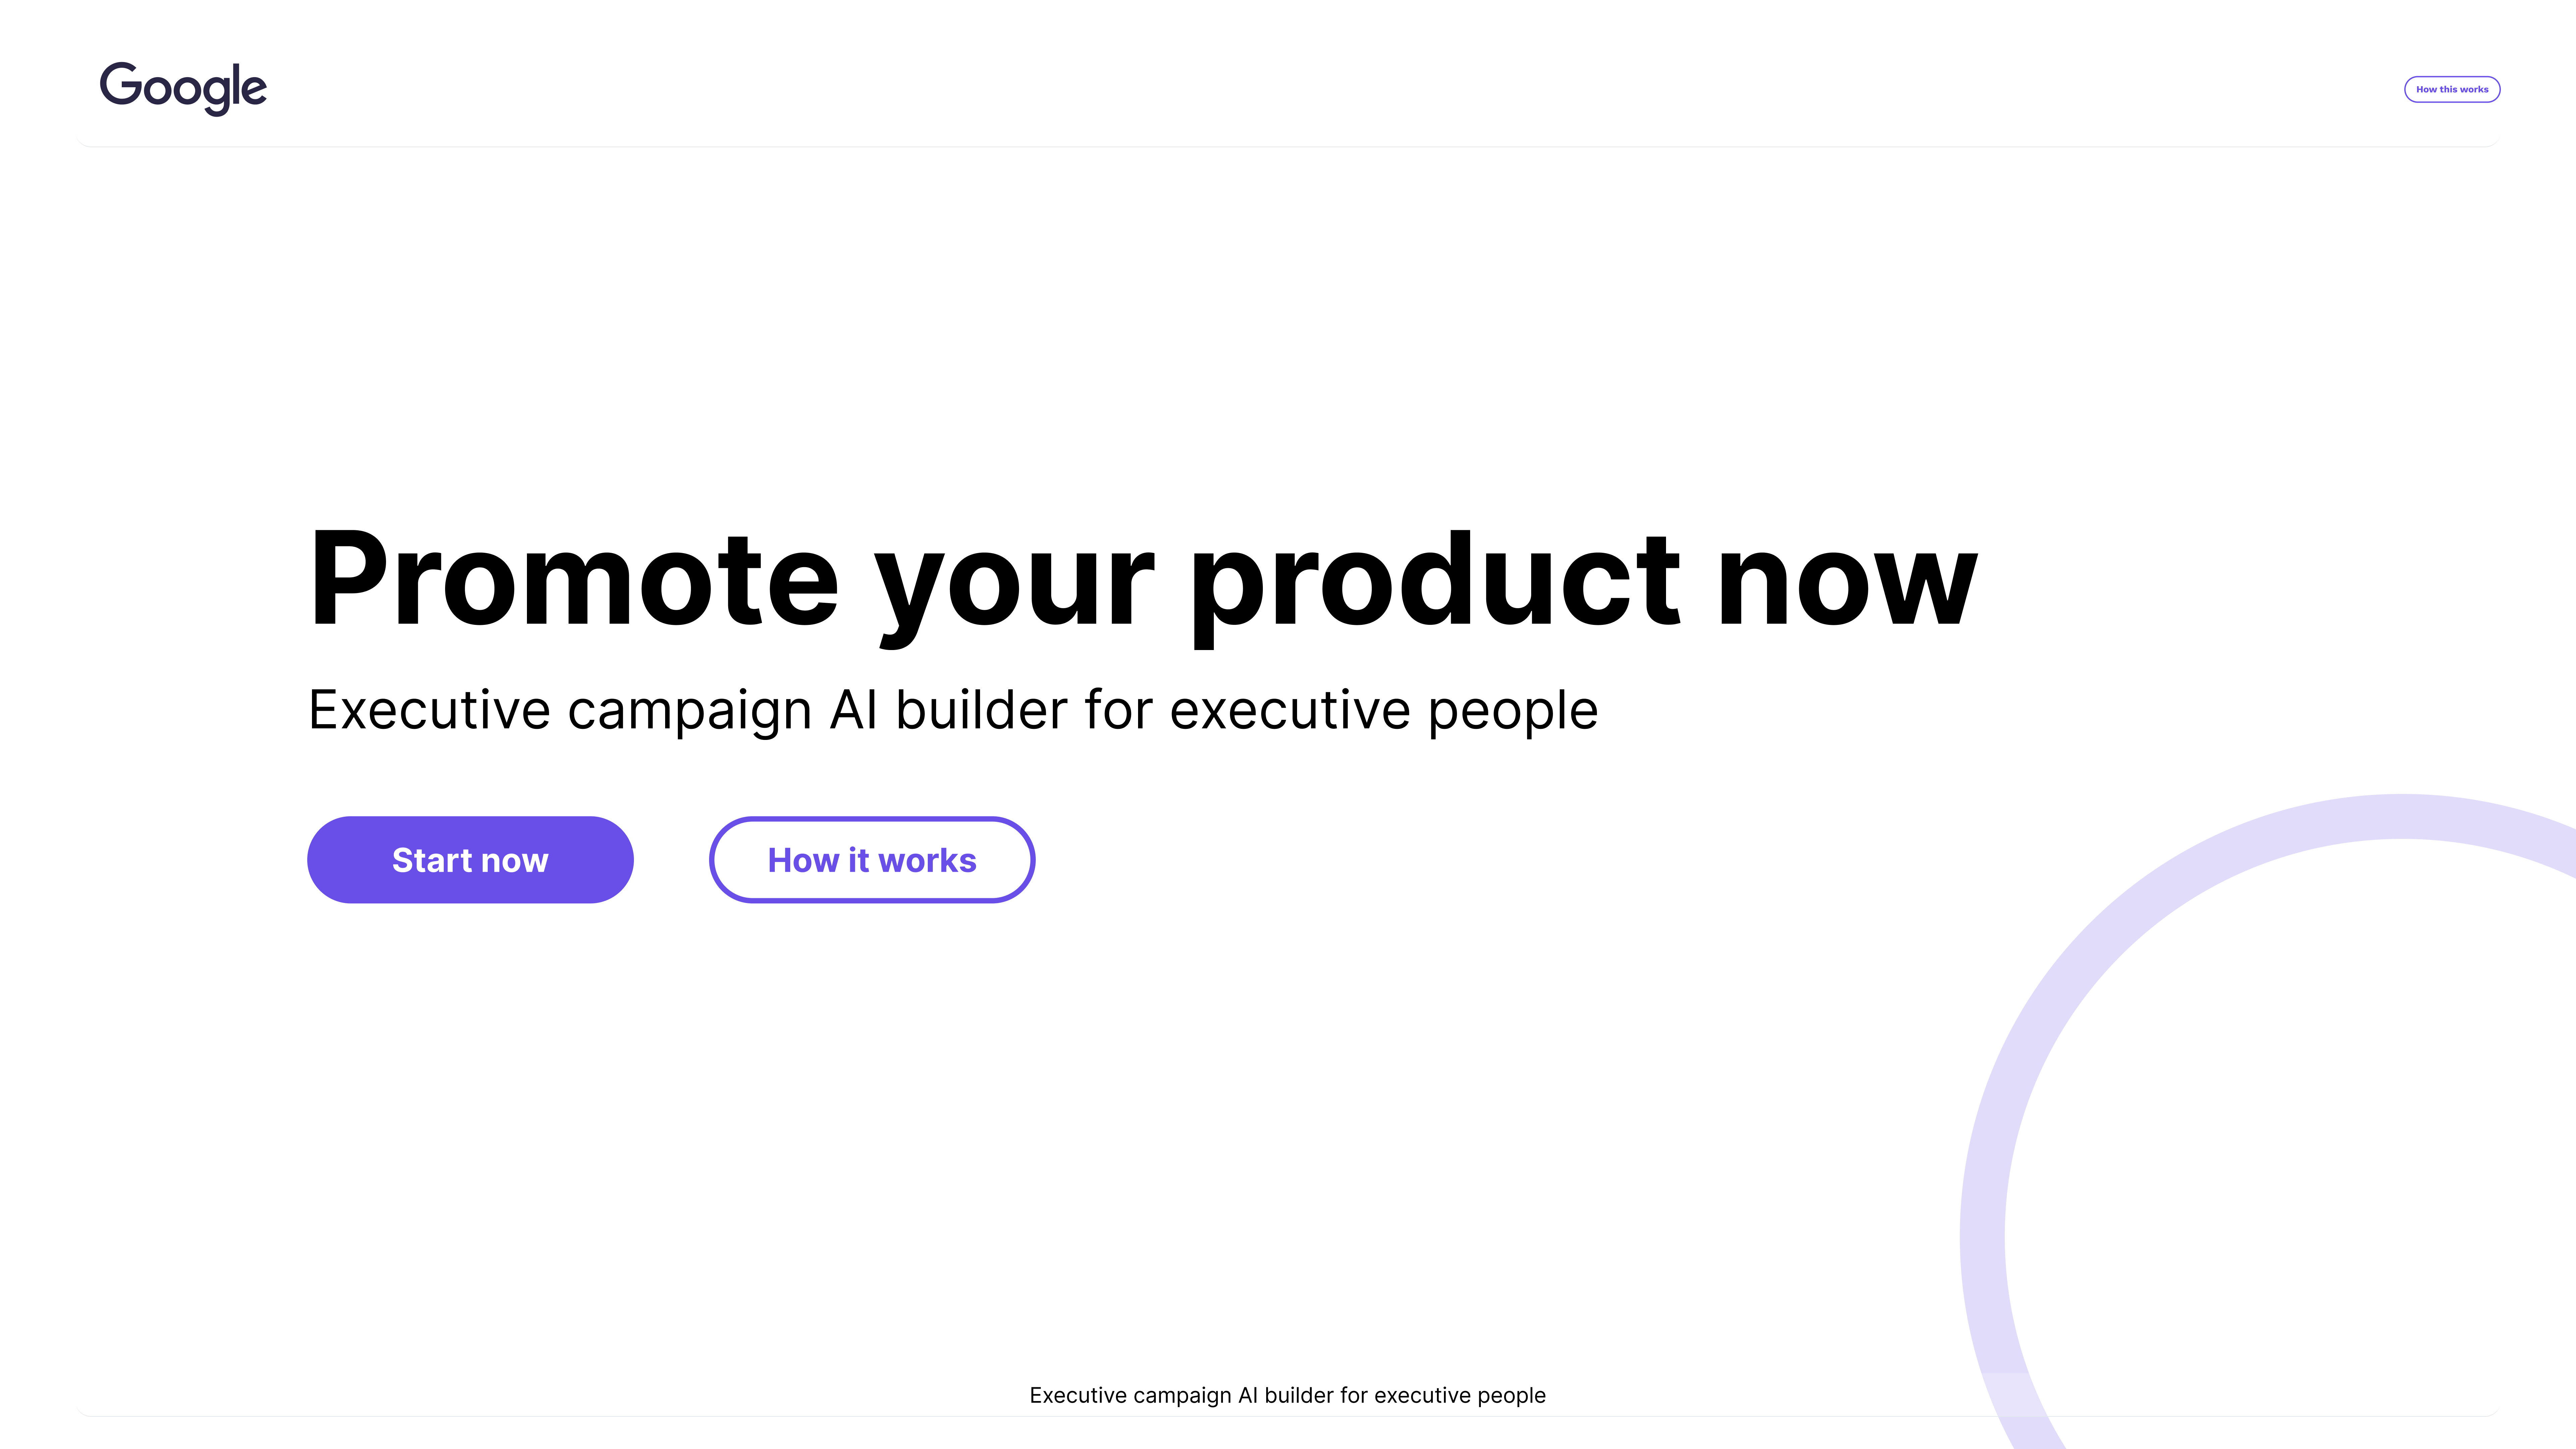 Google
How this works
Promote your product now
Executive campaign AI builder for executive people
Start now
How it works
Executive campaign AI builder for executive people